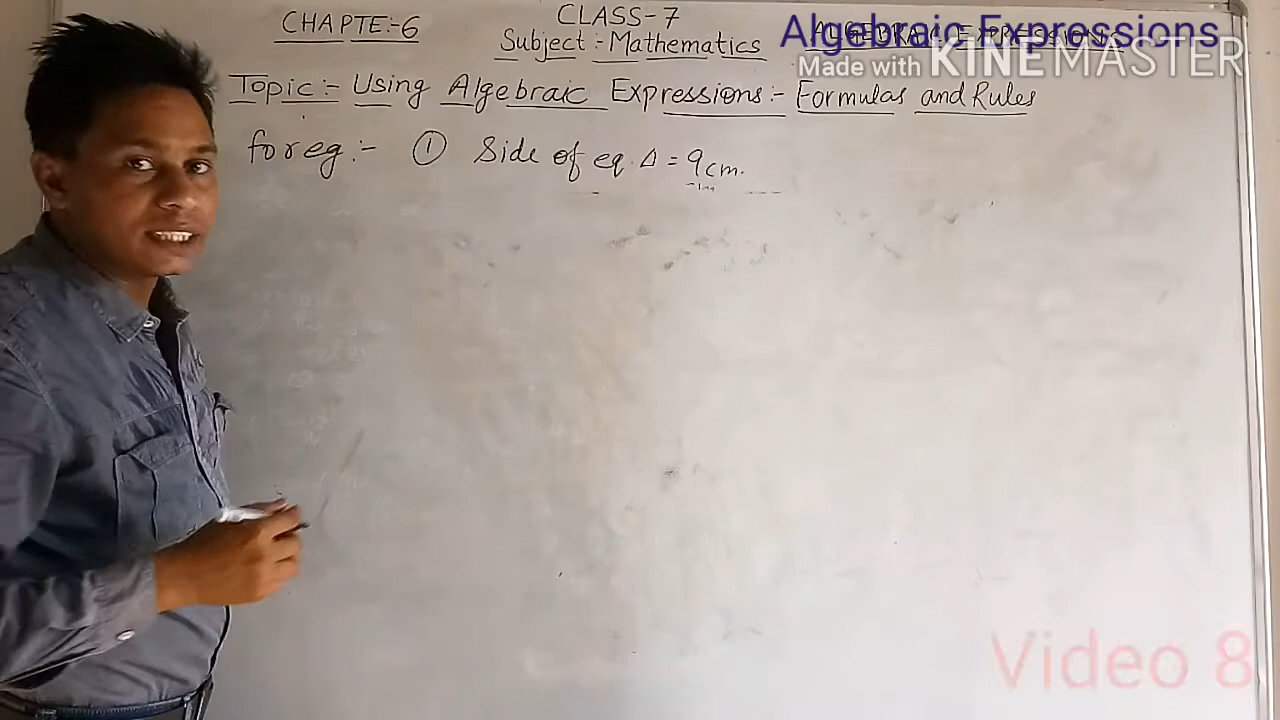 CHAPTE:-6
CLASS-7
Subject:-Mathematics
Algebraic Expressions
Made with KINEMASTER
Topic:- Using Algebraic Expressions:- Formulas and Rules
for eg:- ① Side of eq. Δ = 9cm.
Video 8